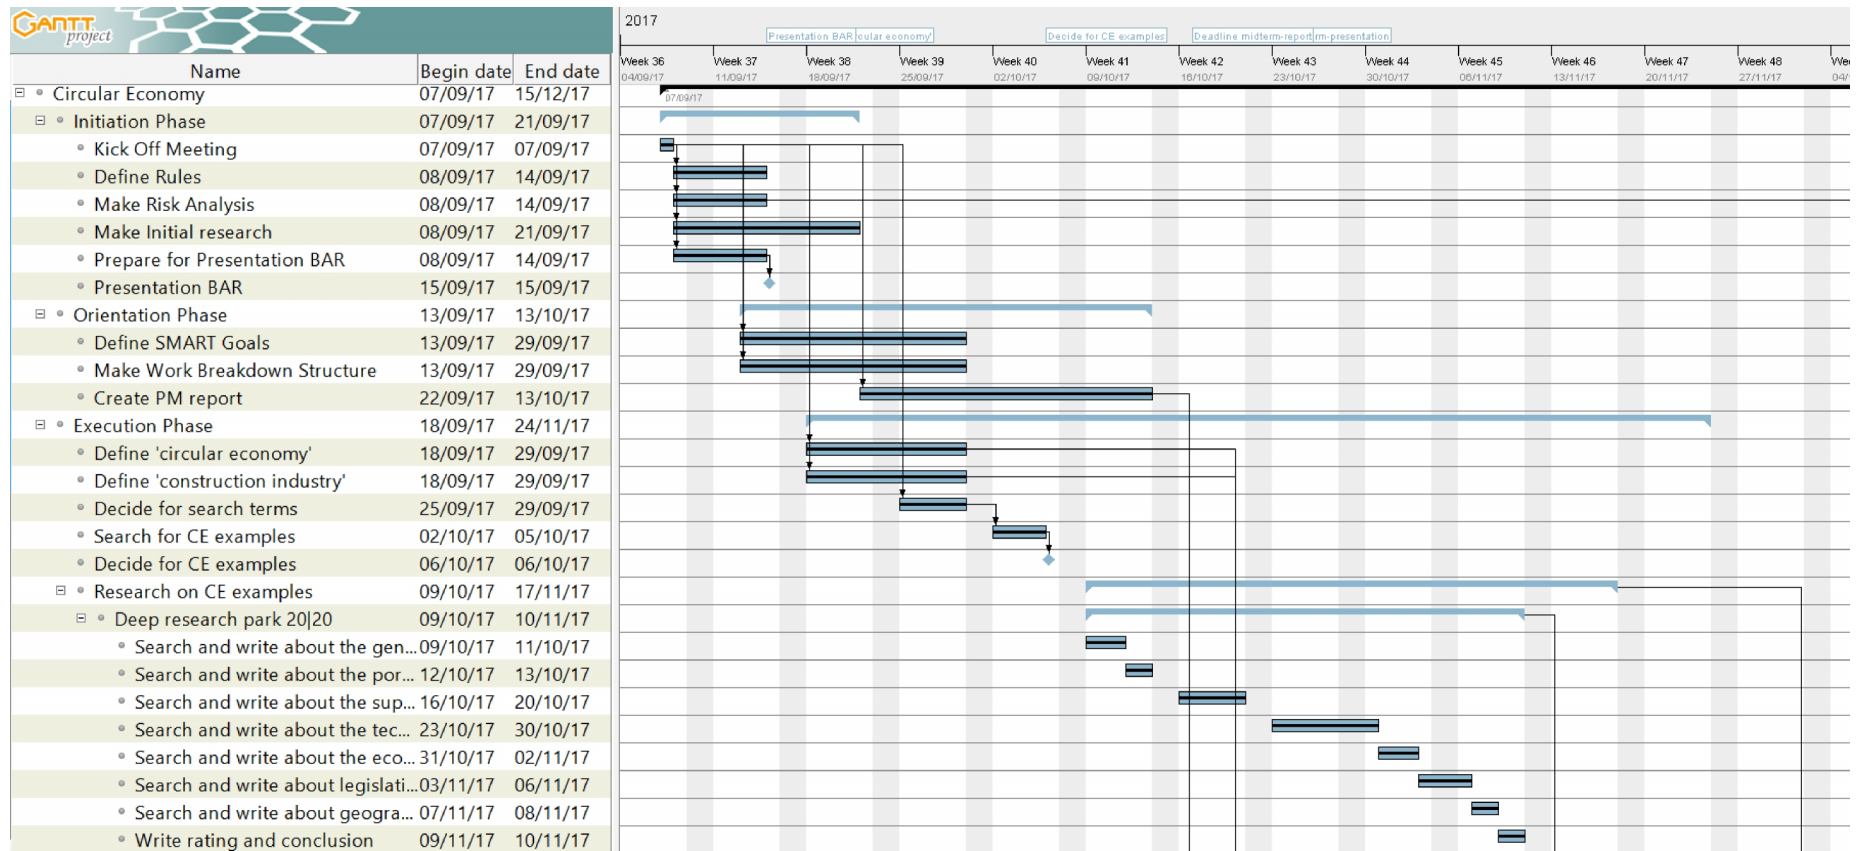 GANTT
project
2017
Presentation BAR cular economy' Decide for CE examples Deadline midterm-report rm-presentation
Name Begin date End date
Week 36 Week 37 Week 38 Week 39 Week 40 Week 41 Week 42 Week 43 Week 44 Week 45 Week 46 Week 47 Week 48 Wee
04/09/17 11/09/17 18/09/17 25/09/17 02/10/17 09/10/17 16/10/17 23/10/17 30/10/17 06/11/17 13/11/17 20/11/17 27/11/17 04/
Circular Economy 07/09/17 15/12/17 07/09/17
Initiation Phase 07/09/17 21/09/17
Kick Off Meeting 07/09/17 07/09/17
Define Rules 08/09/17 14/09/17
Make Risk Analysis 08/09/17 14/09/17
Make Initial research 08/09/17 21/09/17
Prepare for Presentation BAR 08/09/17 14/09/17
Presentation BAR 15/09/17 15/09/17
Orientation Phase 13/09/17 13/10/17
Define SMART Goals 13/09/17 29/09/17
Make Work Breakdown Structure 13/09/17 29/09/17
Create PM report 22/09/17 13/10/17
Execution Phase 18/09/17 24/11/17
Define 'circular economy' 18/09/17 29/09/17
Define 'construction industry' 18/09/17 29/09/17
Decide for search terms 25/09/17 29/09/17
Search for CE examples 02/10/17 05/10/17
Decide for CE examples 06/10/17 06/10/17
Research on CE examples 09/10/17 17/11/17
Deep research park 20|20 09/10/17 10/11/17
Search and write about the gen... 09/10/17 11/10/17
Search and write about the por... 12/10/17 13/10/17
Search and write about the sup... 16/10/17 20/10/17
Search and write about the tec... 23/10/17 30/10/17
Search and write about the eco... 31/10/17 02/11/17
Search and write about legislati... 03/11/17 06/11/17
Search and write about geogra... 07/11/17 08/11/17
Write rating and conclusion 09/11/17 10/11/17